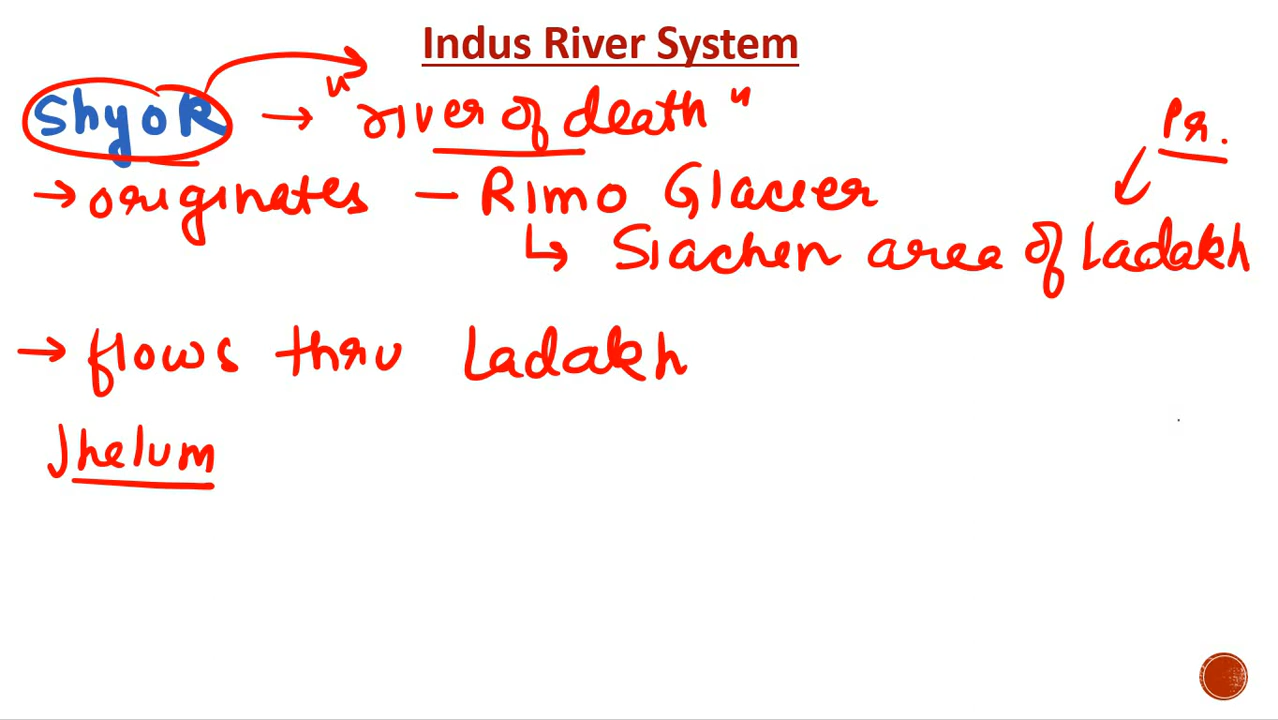 Indus River System
Shyok → "river of death"
Pr.
→ originates – Rimo Glacier
↳ Siachen area of Ladakh
→ flows thru Ladakh
Jhelum